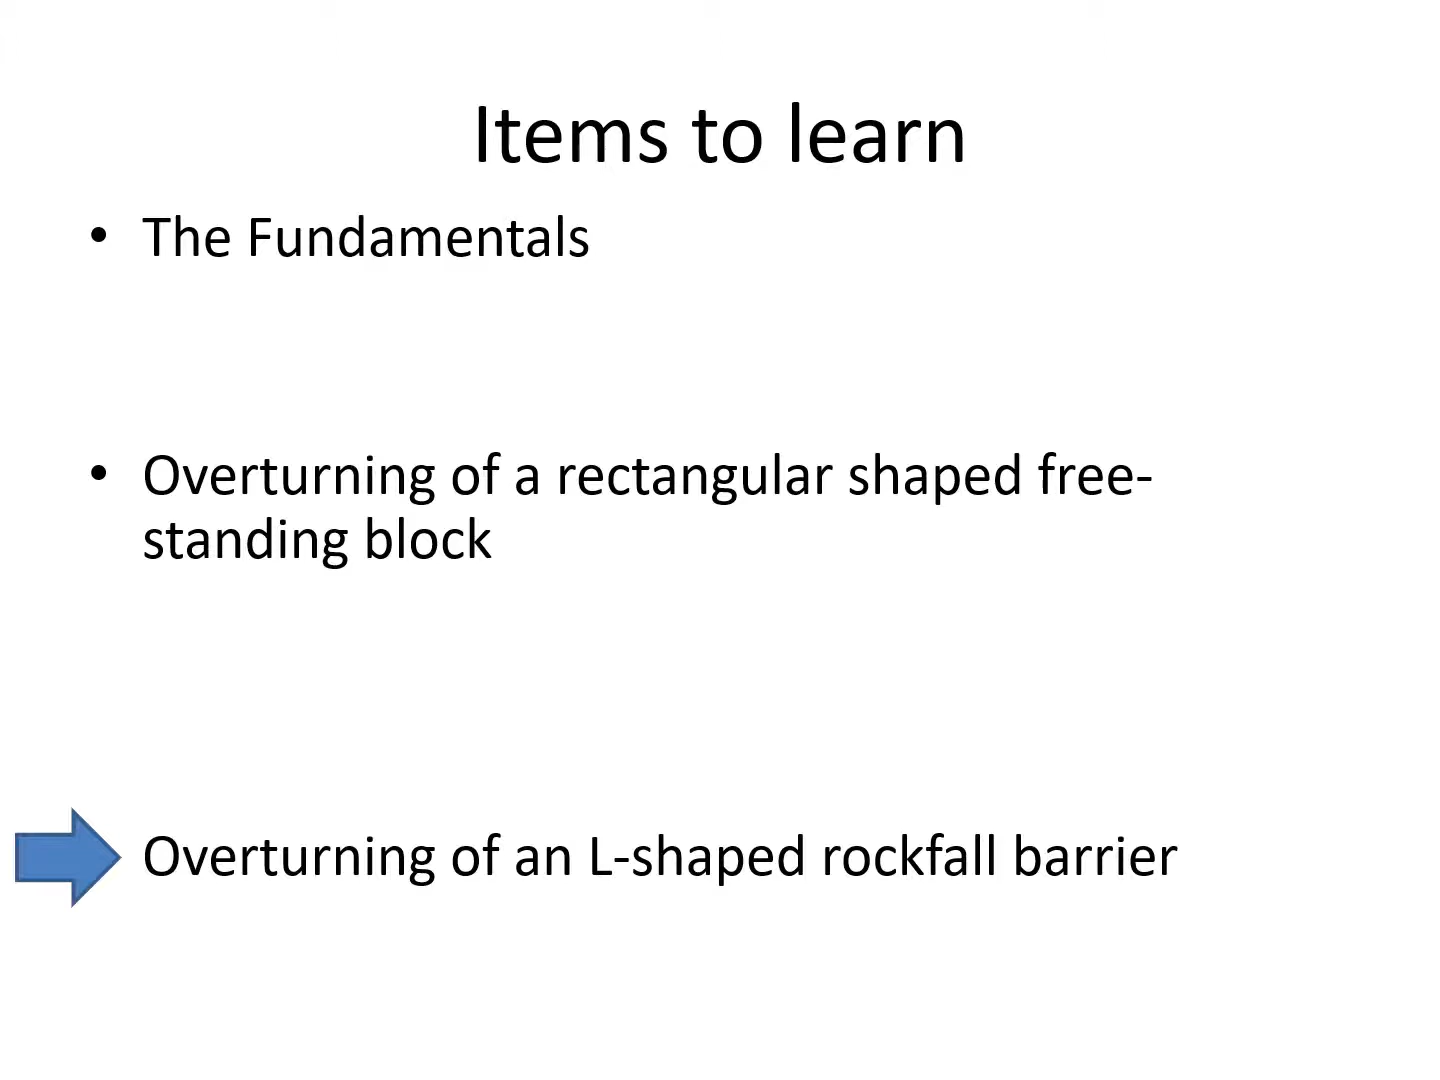 Items to learn
• The Fundamentals
• Overturning of a rectangular shaped free-
standing block
Overturning of an L-shaped rockfall barrier